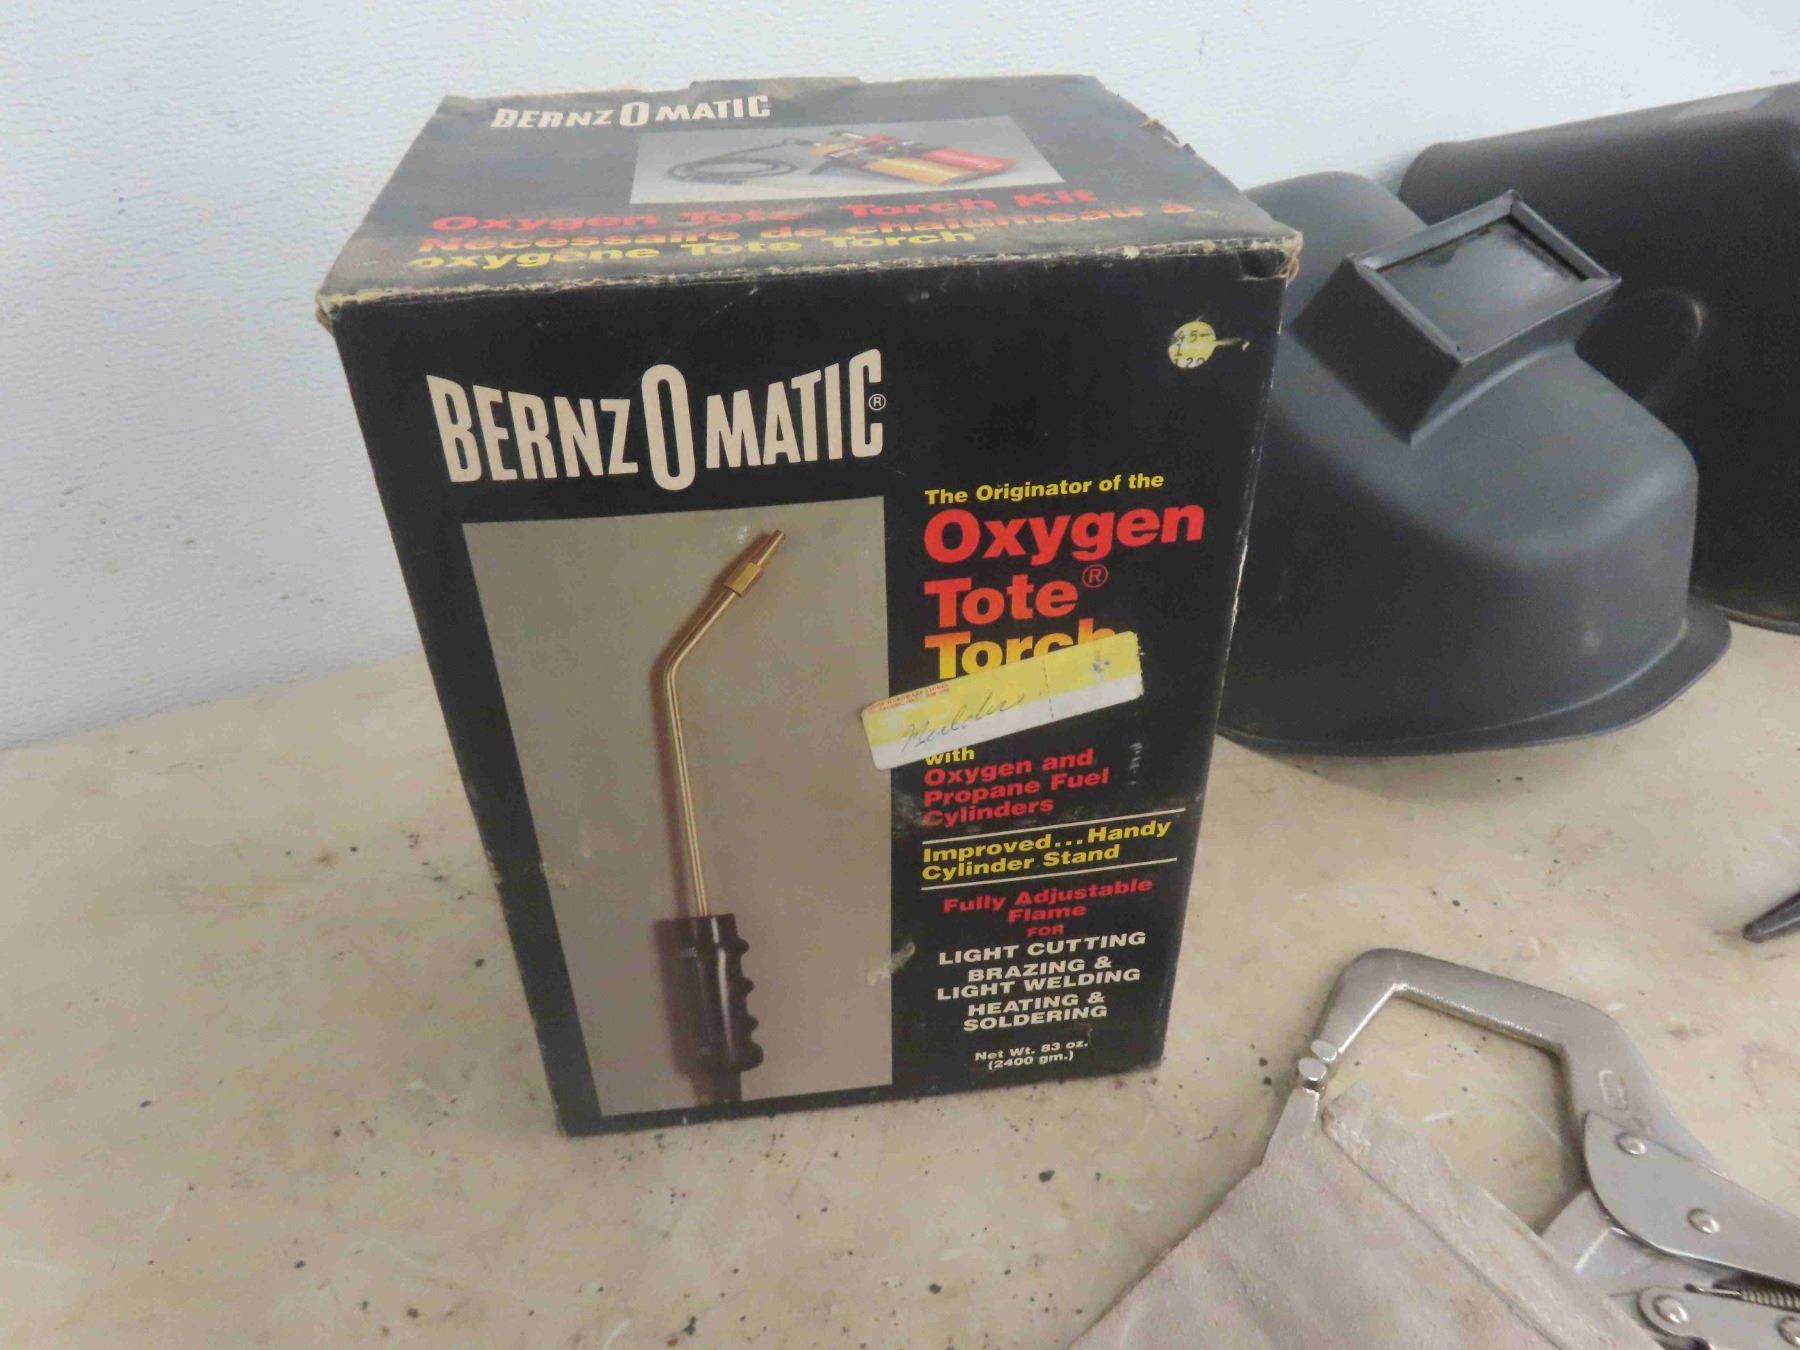 BERNZOMATIC
Oxygen Tote Torch Kit
Nécessaire de chalumeau à
oxygène Tote Torch
BERNZOMATIC®
The Originator of the
Oxygen
Tote®
Torch
with
Oxygen and
Propane Fuel
Cylinders
Improved...Handy
Cylinder Stand
Fully Adjustable
Flame
FOR
LIGHT CUTTING
BRAZING &
LIGHT WELDING
HEATING &
SOLDERING
Net Wt. 83 oz.
(2400 gm.)